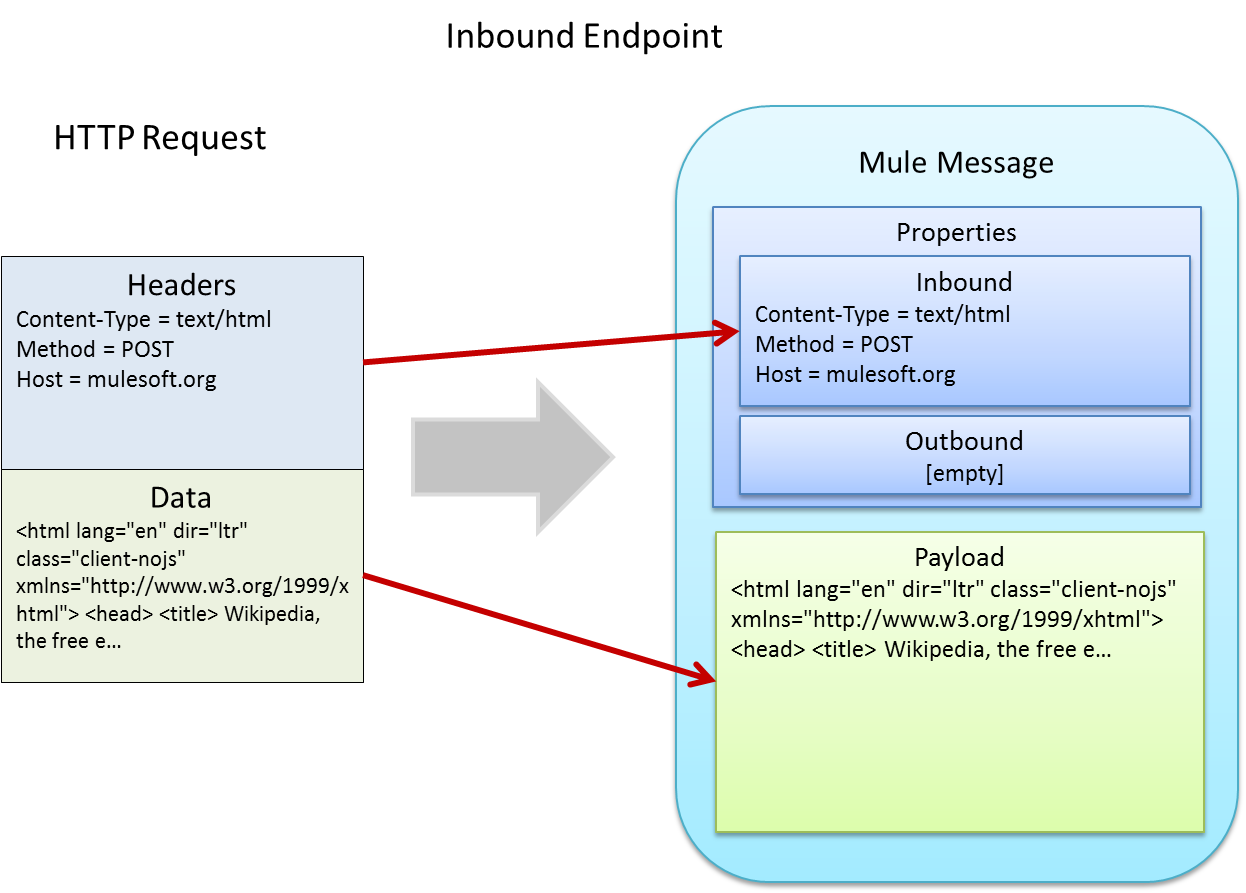 Inbound Endpoint
HTTP Request
Headers
Content-Type = text/html
Method = POST
Host = mulesoft.org
Data
<html lang="en" dir="ltr"
class="client-nojs"
xmlns="http://www.w3.org/1999/x
html"> <head> <title> Wikipedia,
the free e...
Mule Message
Properties
Inbound
Content-Type = text/html
Method = POST
Host = mulesoft.org
Outbound
[empty]
Payload
<html lang="en" dir="ltr" class="client-nojs"
xmlns="http://www.w3.org/1999/xhtml">
<head> <title> Wikipedia, the free e...